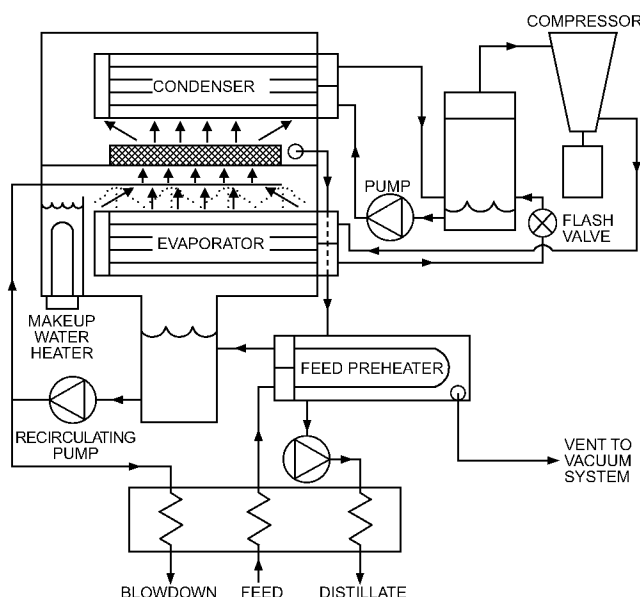 COMPRESSOR
CONDENSER
PUMP
FLASH
VALVE
EVAPORATOR
MAKEUP
WATER
HEATER
FEED PREHEATER
RECIRCULATING
PUMP
VENT TO
VACUUM
SYSTEM
BLOWDOWN
FEED
DISTILLATE